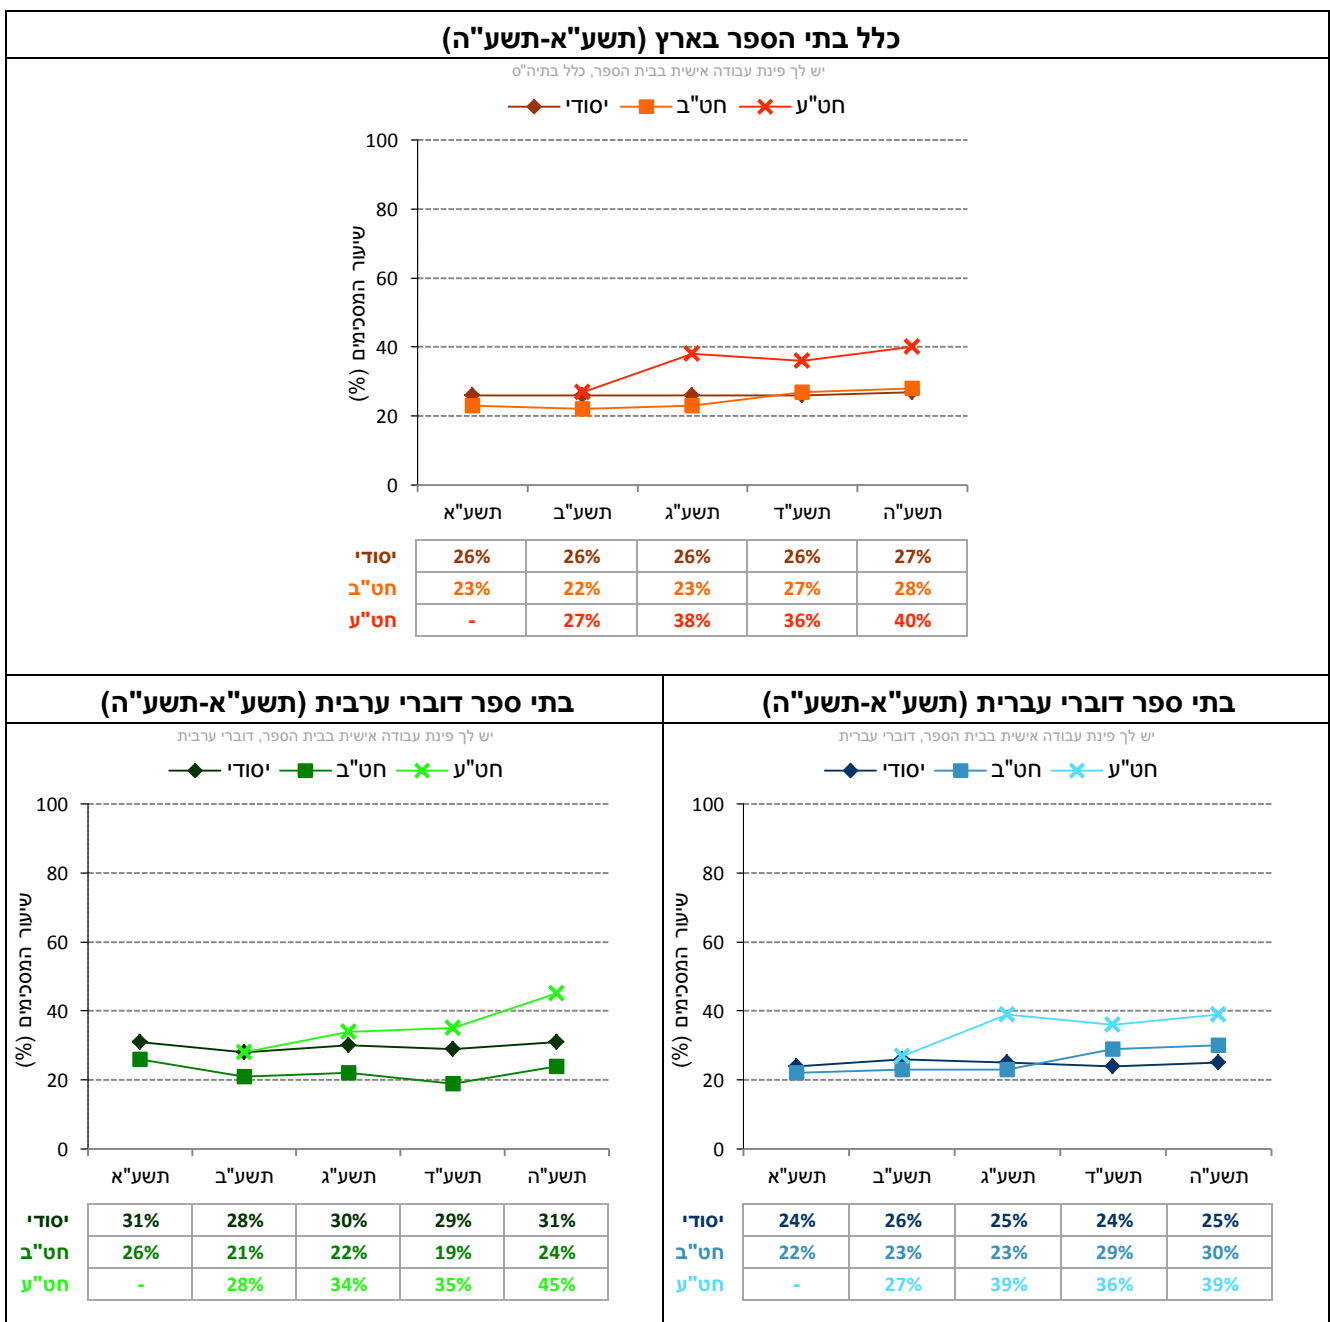 כלל בתי הספר בארץ (תשע"א-תשע"ה)
יש לך פינת עבודה אישית בבית הספר, כלל בתיה"ס
יסודי חט"ב חט"ע
שיעור המסכימים (%)
100
80
60
40
20
0
תשע"א תשע"ב תשע"ג תשע"ד תשע"ה
יסודי 26% 26% 26% 26% 27%
חט"ב 23% 22% 23% 27% 28%
חט"ע - 27% 38% 36% 40%
בתי ספר דוברי עברית (תשע"א-תשע"ה)
יש לך פינת עבודה אישית בבית הספר, דוברי עברית
יסודי חט"ב חט"ע
שיעור המסכימים (%)
100
80
60
40
20
0
תשע"א תשע"ב תשע"ג תשע"ד תשע"ה
יסודי 24% 26% 25% 24% 25%
חט"ב 22% 23% 23% 29% 30%
חט"ע - 27% 39% 36% 39%
בתי ספר דוברי ערבית (תשע"א-תשע"ה)
יש לך פינת עבודה אישית בבית הספר, דוברי ערבית
יסודי חט"ב חט"ע
שיעור המסכימים (%)
100
80
60
40
20
0
תשע"א תשע"ב תשע"ג תשע"ד תשע"ה
יסודי 31% 28% 30% 29% 31%
חט"ב 26% 21% 22% 19% 24%
חט"ע - 28% 34% 35% 45%